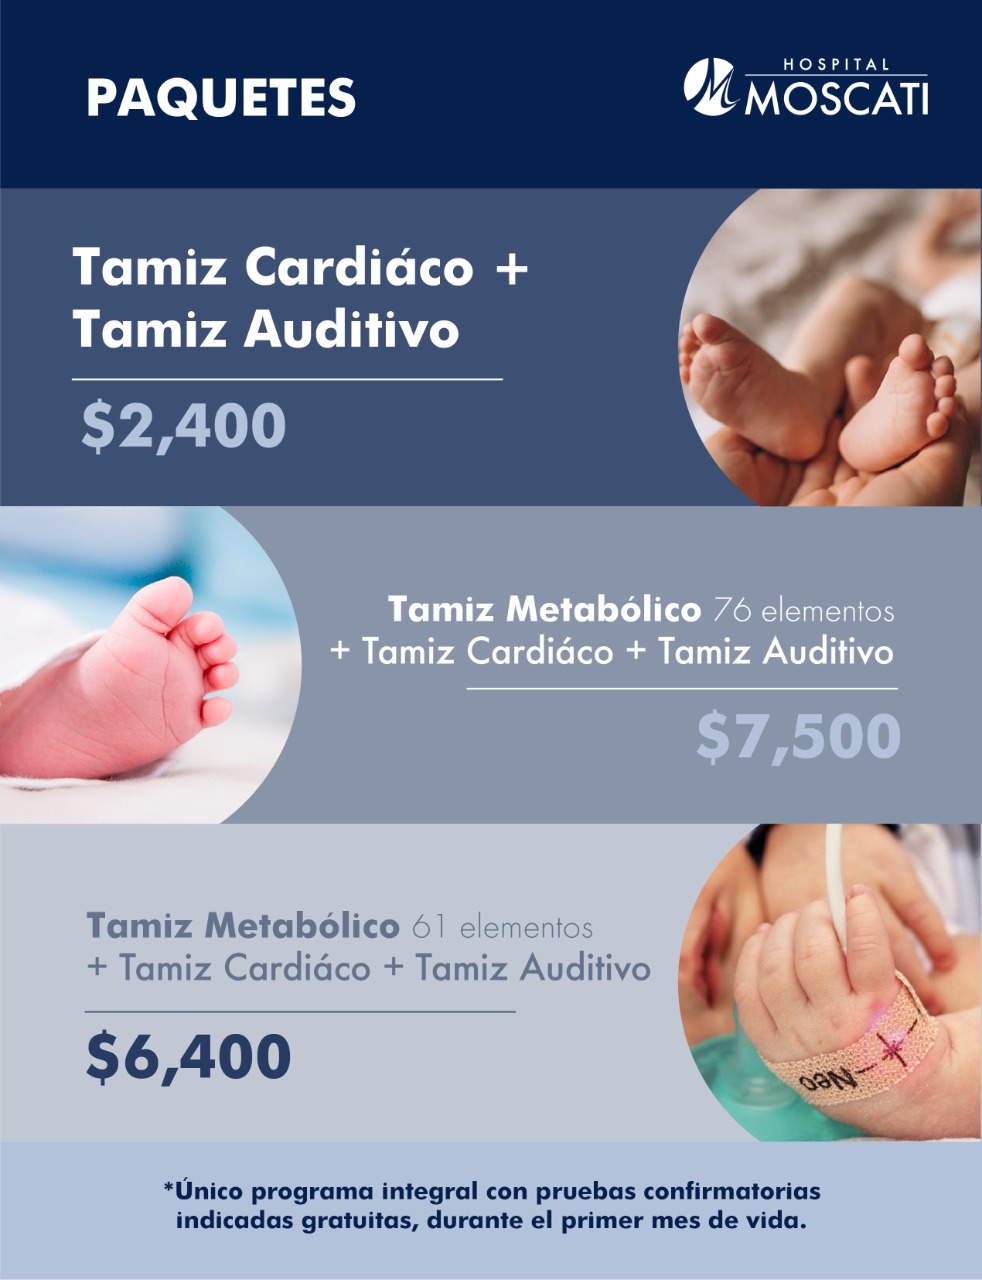 PAQUETES
HOSPITAL
MOSCATI
Tamiz Cardiáco +
Tamiz Auditivo
$2,400
Tamiz Metabólico 76 elementos
+ Tamiz Cardiáco + Tamiz Auditivo
$7,500
Tamiz Metabólico 61 elementos
+ Tamiz Cardiáco + Tamiz Auditivo
$6,400
Neo
*Único programa integral con pruebas confirmatorias
indicadas gratuitas, durante el primer mes de vida.